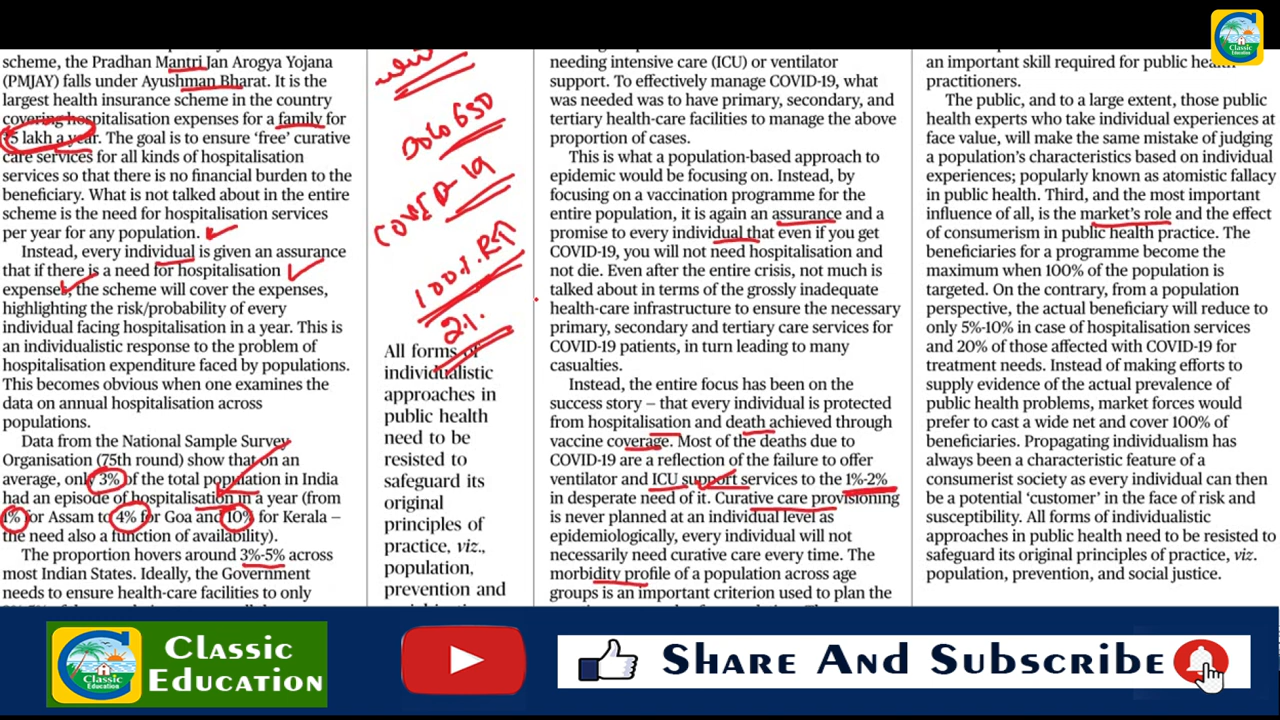 Classic
Education
scheme, the Pradhan Mantri Jan Arogya Yojana
(PMJAY) falls under Ayushman Bharat. It is the
largest health insurance scheme in the country
covering hospitalisation expenses for a family for
₹5 lakh a year. The goal is to ensure ‘free’ curative
care services for all kinds of hospitalisation
services so that there is no financial burden to the
beneficiary. What is not talked about in the entire
scheme is the need for hospitalisation services
per year for any population.
Instead, every individual is given an assurance
that if there is a need for hospitalisation
expenses, the scheme will cover the expenses,
highlighting the risk/probability of every
individual facing hospitalisation in a year. This is
an individualistic response to the problem of
hospitalisation expenditure faced by populations.
This becomes obvious when one examines the
data on annual hospitalisation across
populations.
Data from the National Sample Survey
Organisation (75th round) show that on an
average, only 3% of the total population in India
had an episode of hospitalisation in a year (from
1% for Assam to 4% for Goa and 10% for Kerala —
the need also a function of availability).
The proportion hovers around 3%-5% across
most Indian States. Ideally, the Government
needs to ensure health-care facilities to only
COVID-19
100%
2%
All forms of
individualistic
approaches in
public health
need to be
resisted to
safeguard its
original
principles of
practice, viz.,
population,
prevention and
needing intensive care (ICU) or ventilator
support. To effectively manage COVID-19, what
was needed was to have primary, secondary, and
tertiary health-care facilities to manage the above
proportion of cases.
This is what a population-based approach to
epidemic would be focusing on. Instead, by
focusing on a vaccination programme for the
entire population, it is again an assurance and a
promise to every individual that even if you get
COVID-19, you will not need hospitalisation and
not die. Even after the entire crisis, not much is
talked about in terms of the grossly inadequate
health-care infrastructure to ensure the necessary
primary, secondary and tertiary care services for
COVID-19 patients, in turn leading to many
casualties.
Instead, the entire focus has been on the
success story — that every individual is protected
from hospitalisation and death achieved through
vaccine coverage. Most of the deaths due to
COVID-19 are a reflection of the failure to offer
ventilator and ICU support services to the 1%-2%
in desperate need of it. Curative care provisioning
is never planned at an individual level as
epidemiologically, every individual will not
necessarily need curative care every time. The
morbidity profile of a population across age
groups is an important criterion used to plan the
an important skill required for public health
practitioners.
The public, and to a large extent, those public
health experts who take individual experiences at
face value, will make the same mistake of judging
a population’s characteristics based on individual
experiences; popularly known as atomistic fallacy
in public health. Third, and the most important
influence of all, is the market’s role and the effect
of consumerism in public health practice. The
beneficiaries for a programme become the
maximum when 100% of the population is
targeted. On the contrary, from a population
perspective, the actual beneficiary will reduce to
only 5%-10% in case of hospitalisation services
and 20% of those affected with COVID-19 for
treatment needs. Instead of making efforts to
supply evidence of the actual prevalence of
public health problems, market forces would
prefer to cast a wide net and cover 100% of
beneficiaries. Propagating individualism has
always been a characteristic feature of a
consumerist society as every individual can then
be a potential ‘customer’ in the face of risk and
susceptibility. All forms of individualistic
approaches in public health need to be resisted to
safeguard its original principles of practice, viz.
population, prevention, and social justice.
Classic
Education
Classic
Education
Share And Subscribe